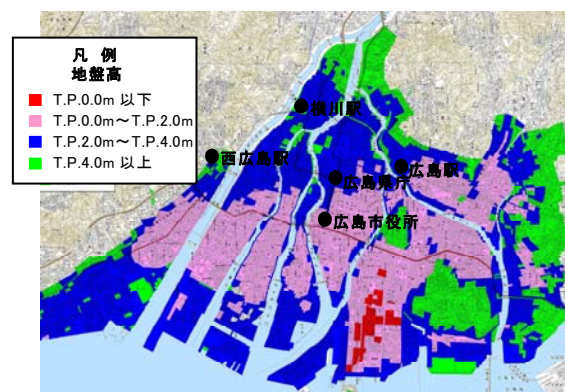 凡 例
地盤高
T.P.0.0m 以下
T.P.0.0m～T.P.2.0m
T.P.2.0m～T.P.4.0m
T.P.4.0m 以上
横川駅
西広島駅
広島駅
広島県庁
広島市役所